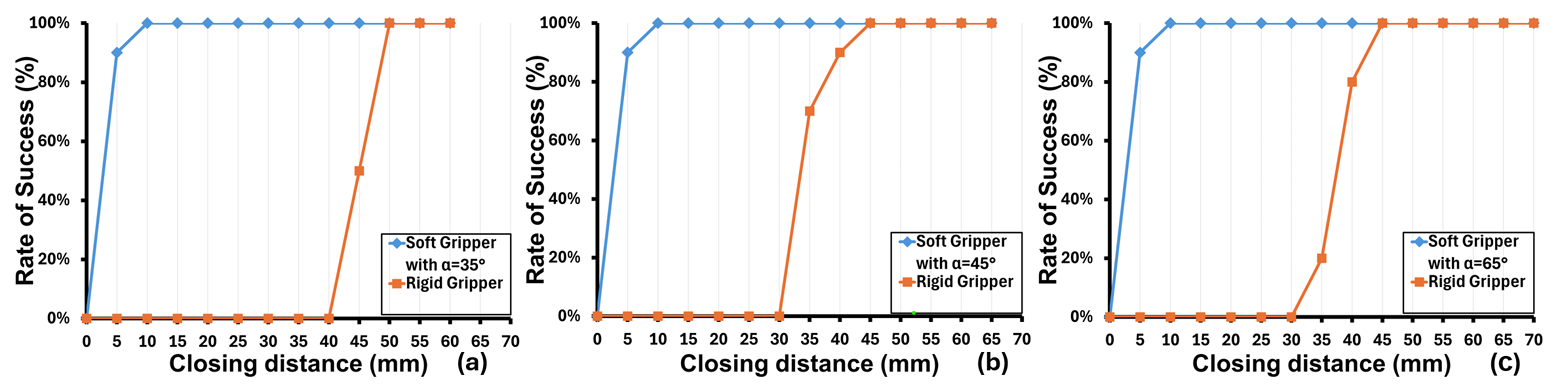 Rate of Success (%)
100%
80%
60%
40%
20%
0%
Soft Gripper
with α=35°
Rigid Gripper
0 5 10 15 20 25 30 35 40 45 50 55 60 65 70
Closing distance (mm) (a)
Rate of Success (%)
100%
80%
60%
40%
20%
0%
Soft Gripper
with α=45°
Rigid Gripper
0 5 10 15 20 25 30 35 40 45 50 55 60 65 70
Closing distance (mm) (b)
Rate of Success (%)
100%
80%
60%
40%
20%
0%
Soft Gripper
with α=65°
Rigid Gripper
0 5 10 15 20 25 30 35 40 45 50 55 60 65 70
Closing distance (mm) (c)